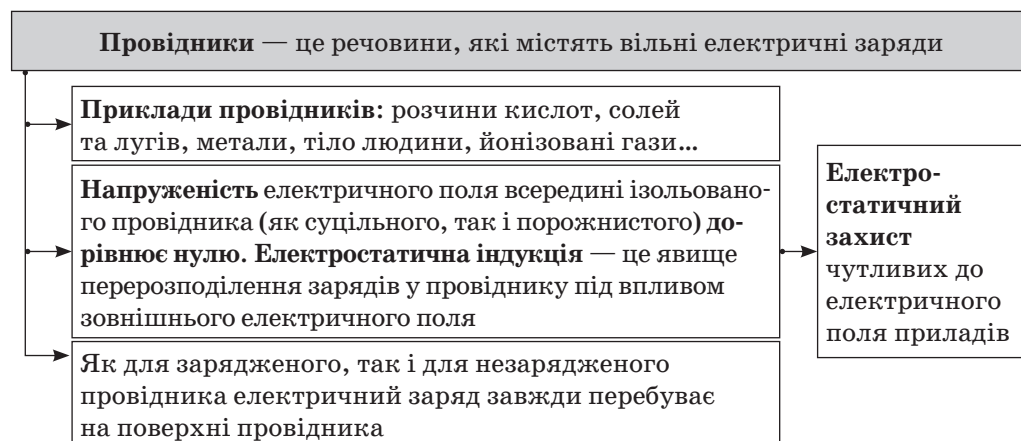 Провідники — це речовини, які містять вільні електричні заряди
Приклади провідників: розчини кислот, солей
та лугів, метали, тіло людини, йонізовані гази...
Напруженість електричного поля всередині ізольовано-
го провідника (як суцільного, так і порожнистого) до-
рівнює нулю. Електростатична індукція — це явище
перерозподілення зарядів у провіднику під впливом
зовнішнього електричного поля
Електро-
статичний
захист
чутливих до
електричного
поля приладів
Як для зарядженого, так і для незарядженого
провідника електричний заряд завжди перебуває
на поверхні провідника